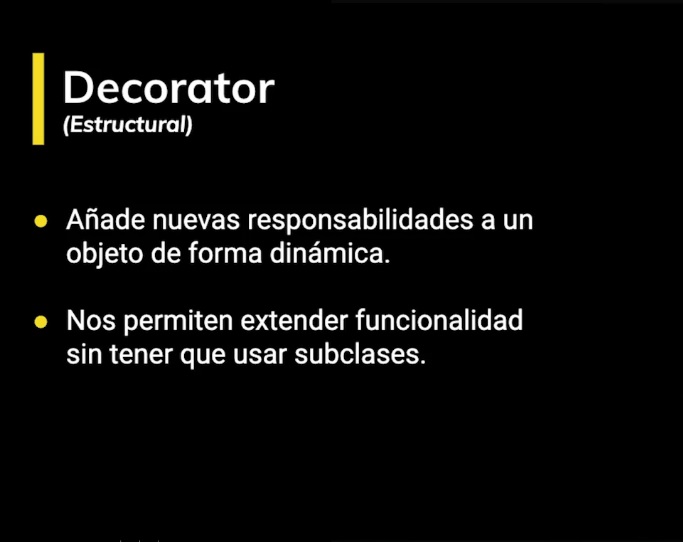 Decorator
(Estructural)
Añade nuevas responsabilidades a un
objeto de forma dinámica.
Nos permiten extender funcionalidad
sin tener que usar subclases.